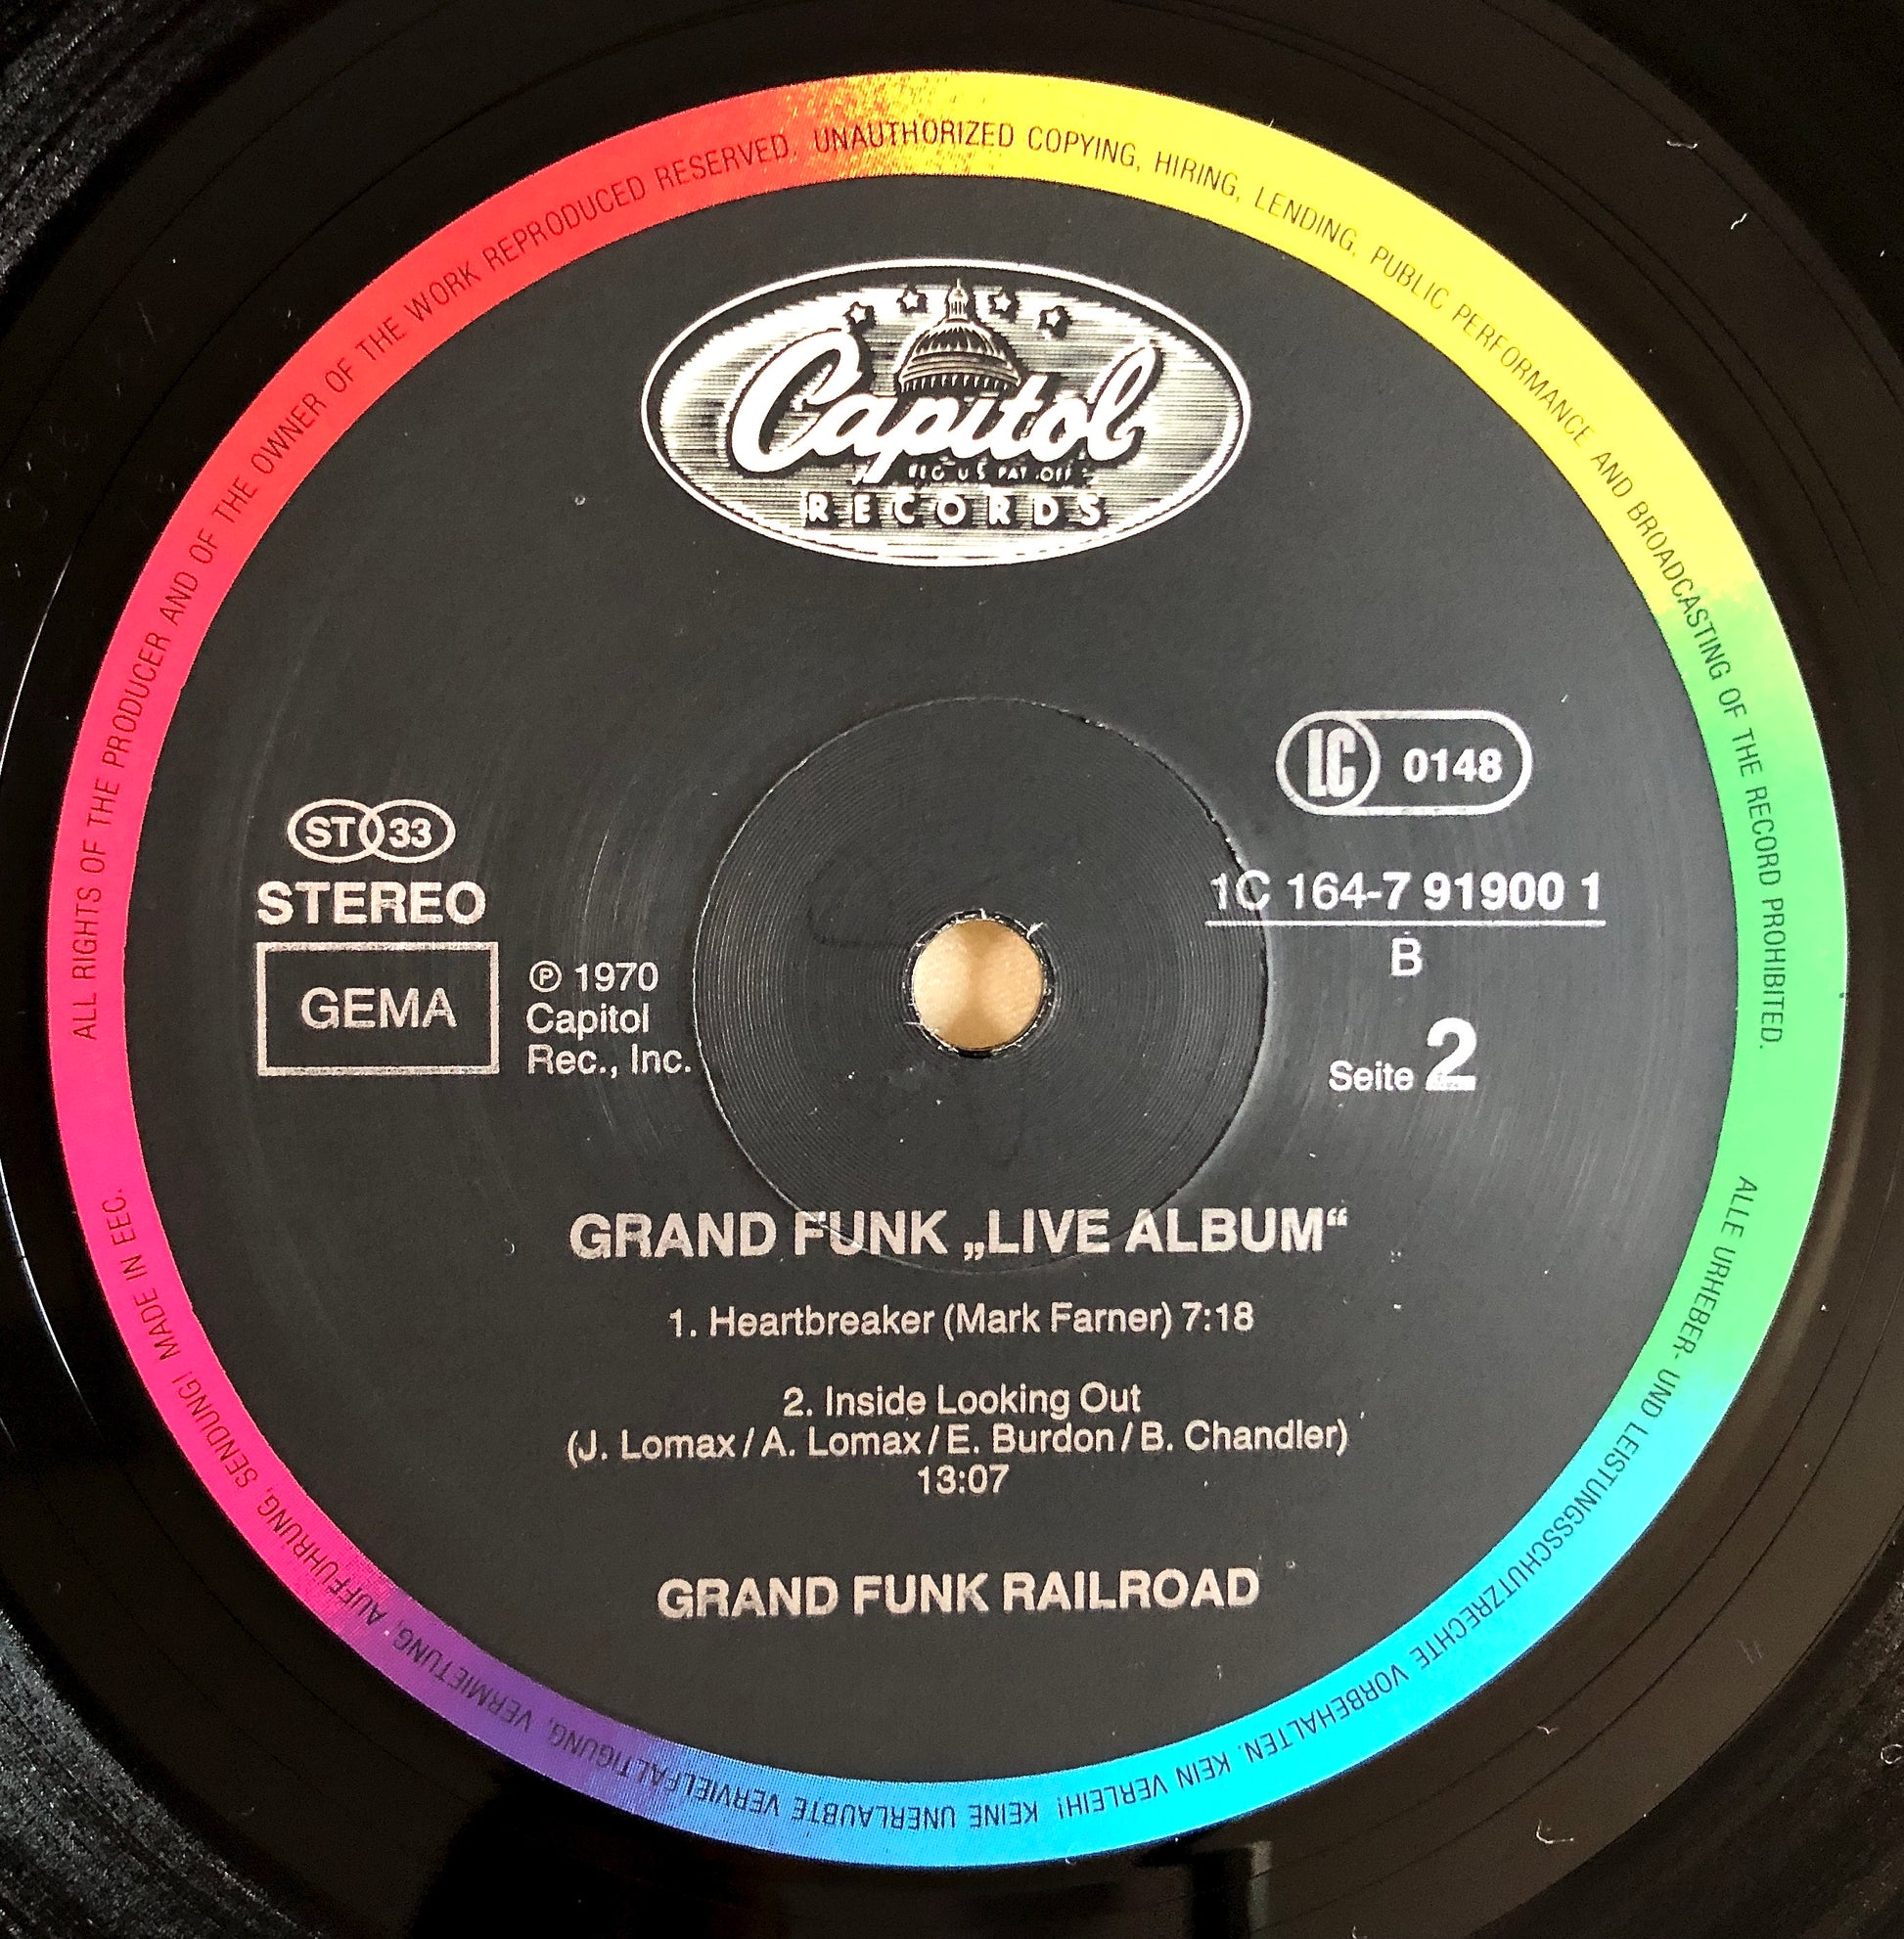 ALL RIGHTS OF THE PRODUCER AND OF THE OWNER OF THE WORK REPRODUCED RESERVED. UNAUTHORIZED COPYING, HIRING, LENDING, PUBLIC PERFORMANCE AND BROADCASTING OF THE RECORD PROHIBITED.
Capitol
REG U.S. PAT. OFF.
RECORDS
LC 0148
ST 33
STEREO
GEMA
℗ 1970
Capitol
Rec., Inc.
1C 164-7 91900 1
B
Seite 2
GRAND FUNK „LIVE ALBUM“
1. Heartbreaker (Mark Farner) 7:18
2. Inside Looking Out
(J. Lomax / A. Lomax / E. Burdon / B. Chandler)
13:07
GRAND FUNK RAILROAD
ALLE URHEBER- UND LEISTUNGSSCHUTZRECHTE VORBEHALTEN. KEIN VERLEIH! KEINE UNERLAUBTE VERVIELFÄLTIGUNG, VERMIETUNG, AUFFÜHRUNG, SENDUNG! MADE IN EEC.